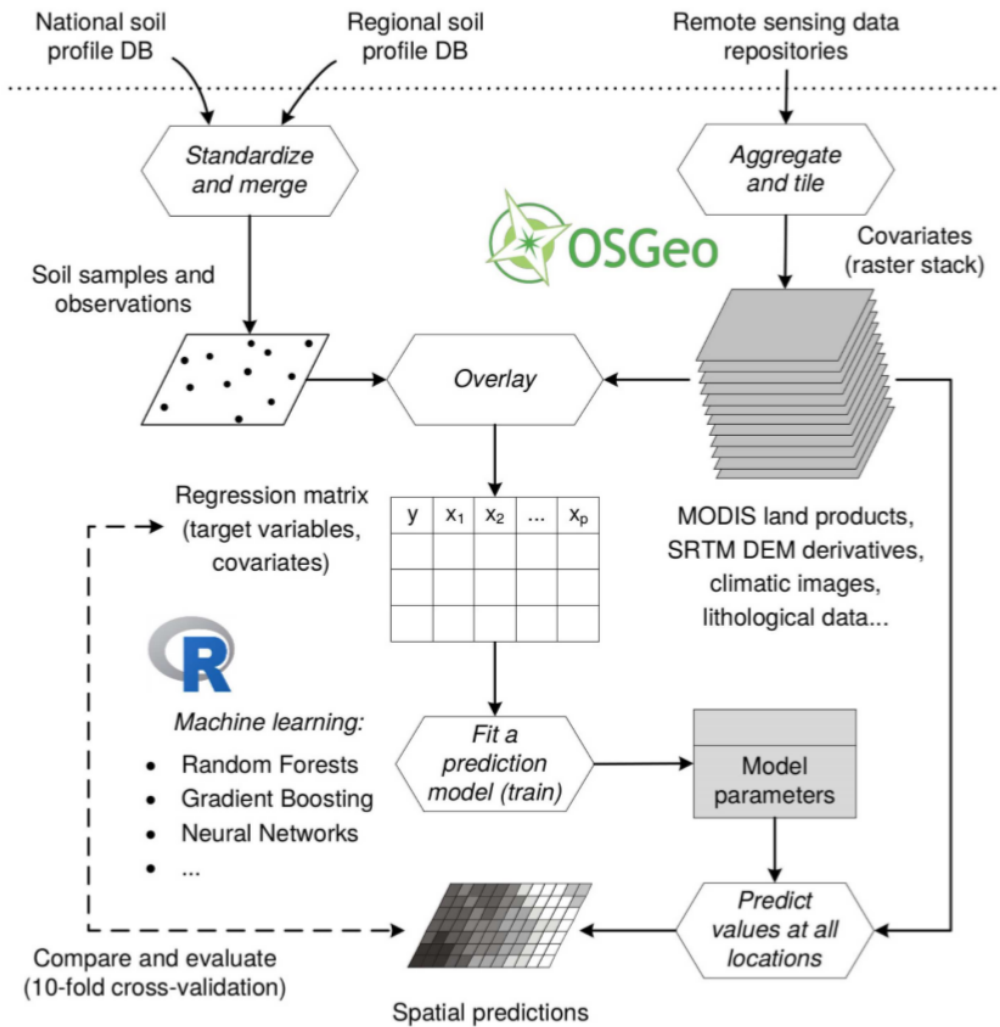 National soil
profile DB
Regional soil
profile DB
Remote sensing data
repositories
Standardize
and merge
Aggregate
and tile
OSGeo
Covariates
(raster stack)
Soil samples and
observations
Overlay
Regression matrix
(target variables,
covariates)
y x₁ x₂ ... xₚ
MODIS land products,
SRTM DEM derivatives,
climatic images,
lithological data...
R
Machine learning:
• Random Forests
• Gradient Boosting
• Neural Networks
• ...
Fit a
prediction
model (train)
Model
parameters
Predict
values at all
locations
Compare and evaluate
(10-fold cross-validation)
Spatial predictions